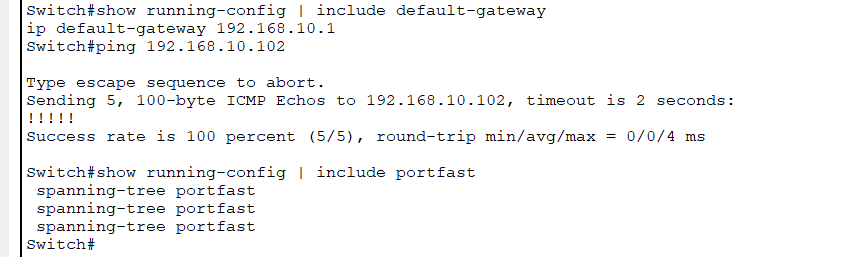 Switch#show running-config | include default-gateway
ip default-gateway 192.168.10.1
Switch#ping 192.168.10.102
Type escape sequence to abort.
Sending 5, 100-byte ICMP Echos to 192.168.10.102, timeout is 2 seconds:
!!!!!
Success rate is 100 percent (5/5), round-trip min/avg/max = 0/0/4 ms
Switch#show running-config | include portfast
 spanning-tree portfast
 spanning-tree portfast
 spanning-tree portfast
Switch#